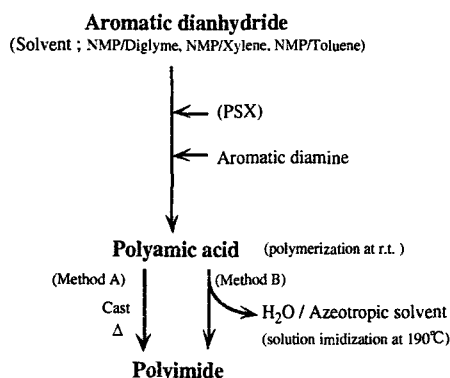 Aromatic dianhydride
(Solvent ; NMP/Diglyme, NMP/Xylene, NMP/Toluene)
(PSX)
Aromatic diamine
Polyamic acid (polymerization at r.t. )
(Method A) (Method B)
Cast
Δ
H₂O / Azeotropic solvent
(solution imidization at 190℃)
Polyimide